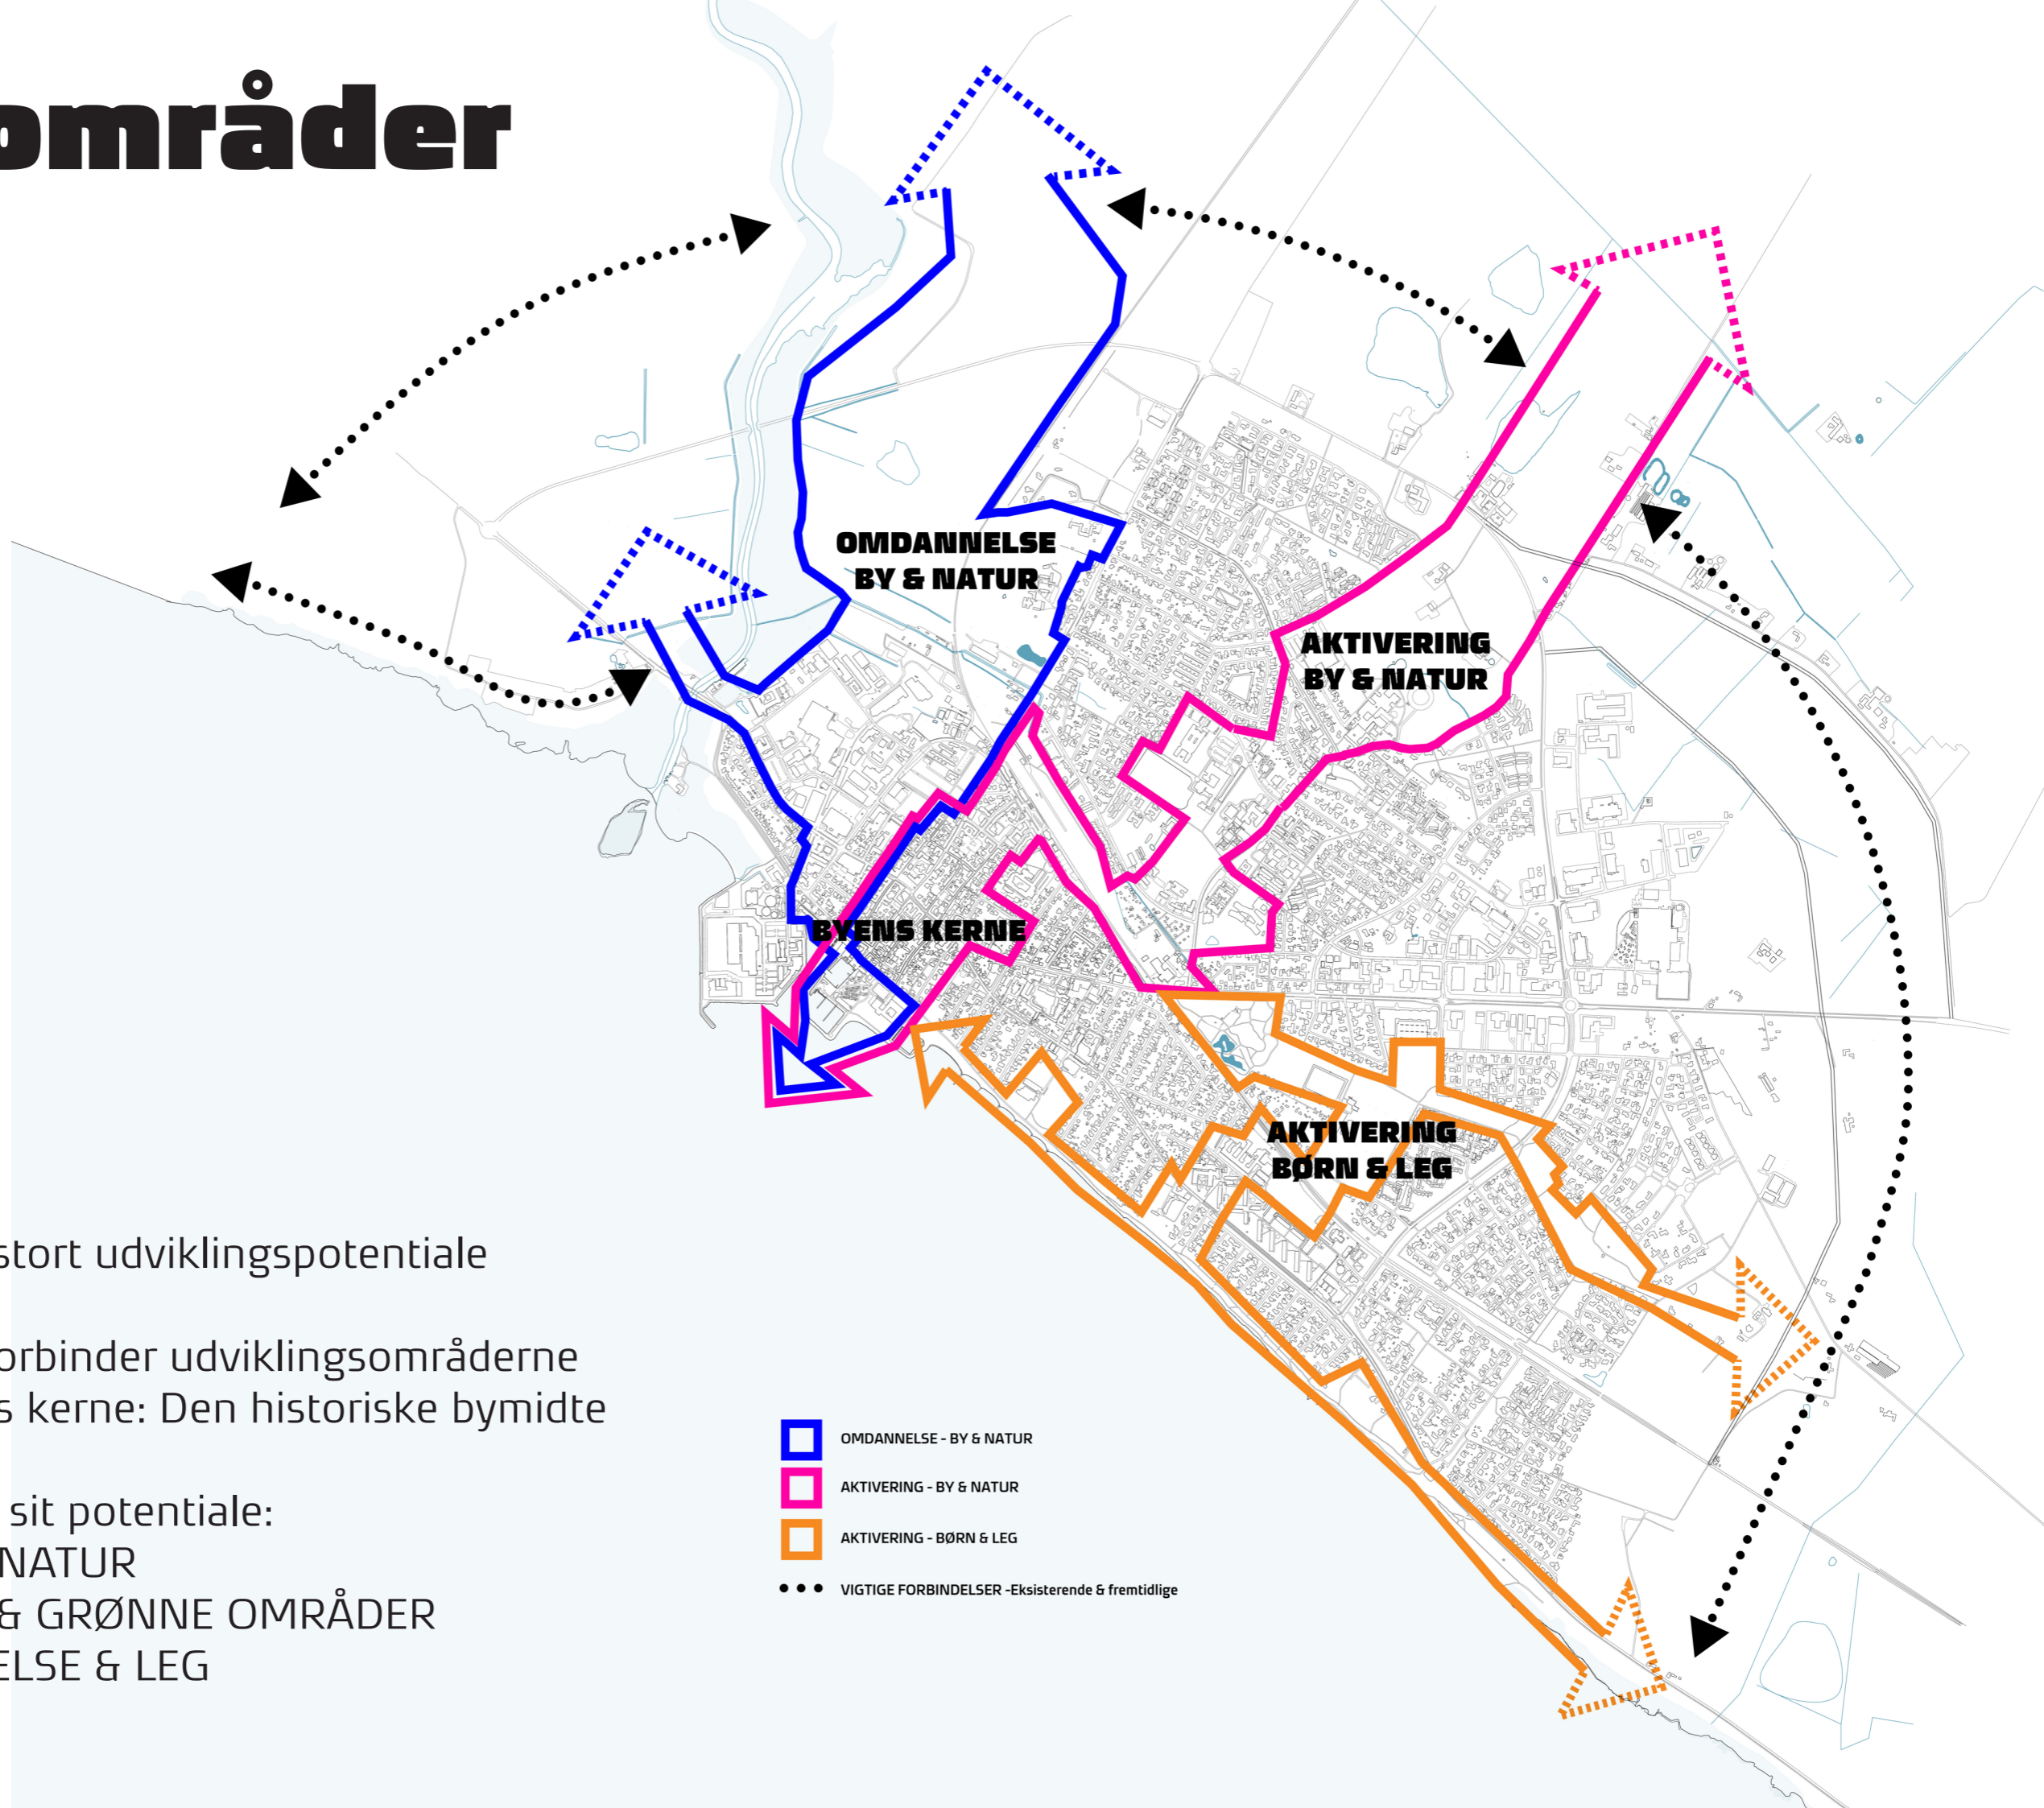 områder
OMDANNELSE
BY & NATUR
AKTIVERING
BY & NATUR
BYENS KERNE
AKTIVERING
BØRN & LEG
stort udviklingspotentiale
orbinder udviklingsområderne
s kerne: Den historiske bymidte
sit potentiale:
NATUR
& GRØNNE OMRÅDER
ELSE & LEG
OMDANNELSE - BY & NATUR
AKTIVERING - BY & NATUR
AKTIVERING - BØRN & LEG
VIGTIGE FORBINDELSER -Eksisterende & fremtidlige